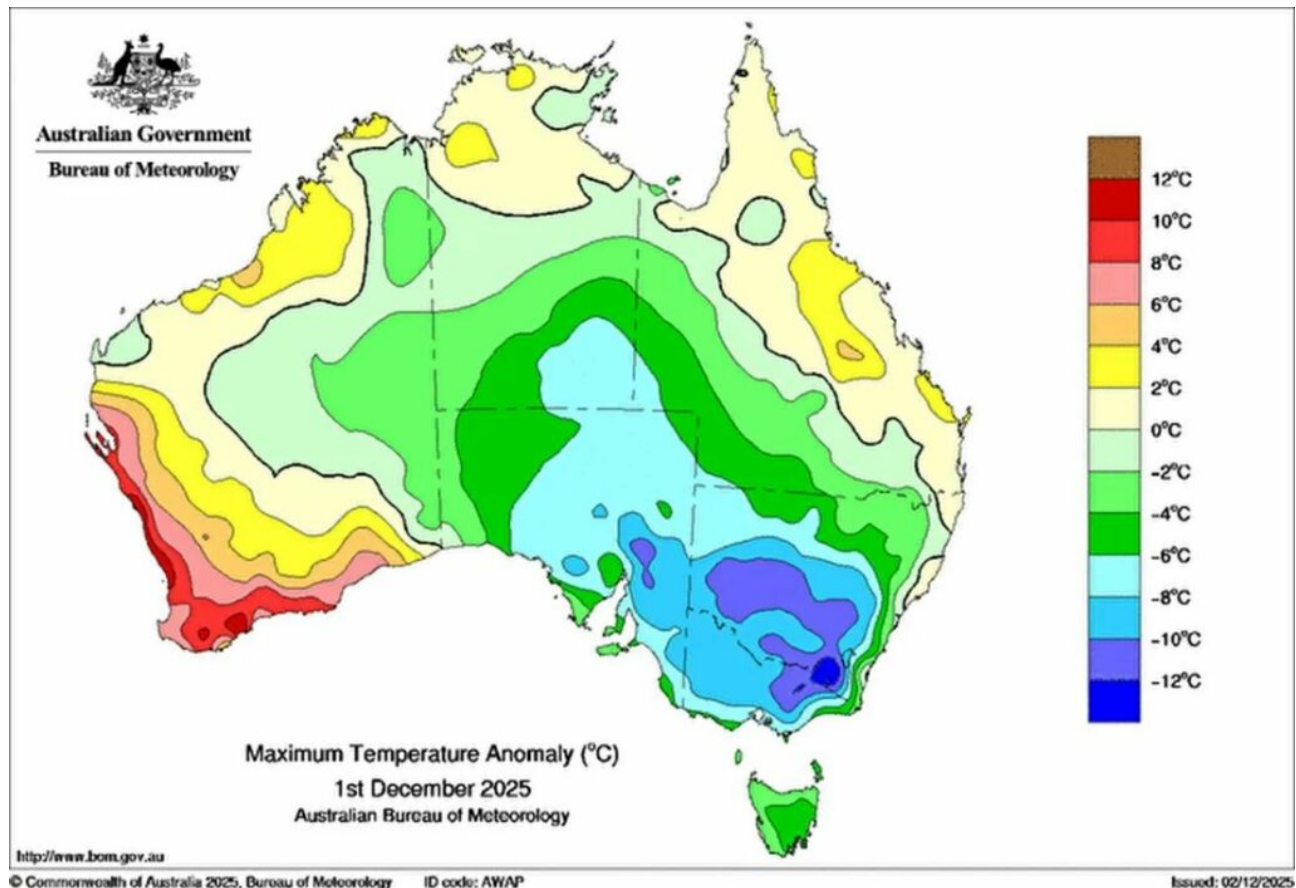 Australian Government
Bureau of Meteorology
12°C
10°C
8°C
6°C
4°C
2°C
0°C
-2°C
-4°C
-6°C
-8°C
-10°C
-12°C
Maximum Temperature Anomaly (°C)
1st December 2025
Australian Bureau of Meteorology
http://www.bom.gov.au
© Commonwealth of Australia 2025, Bureau of Meteorology ID code: AWAP Issued: 02/12/2025